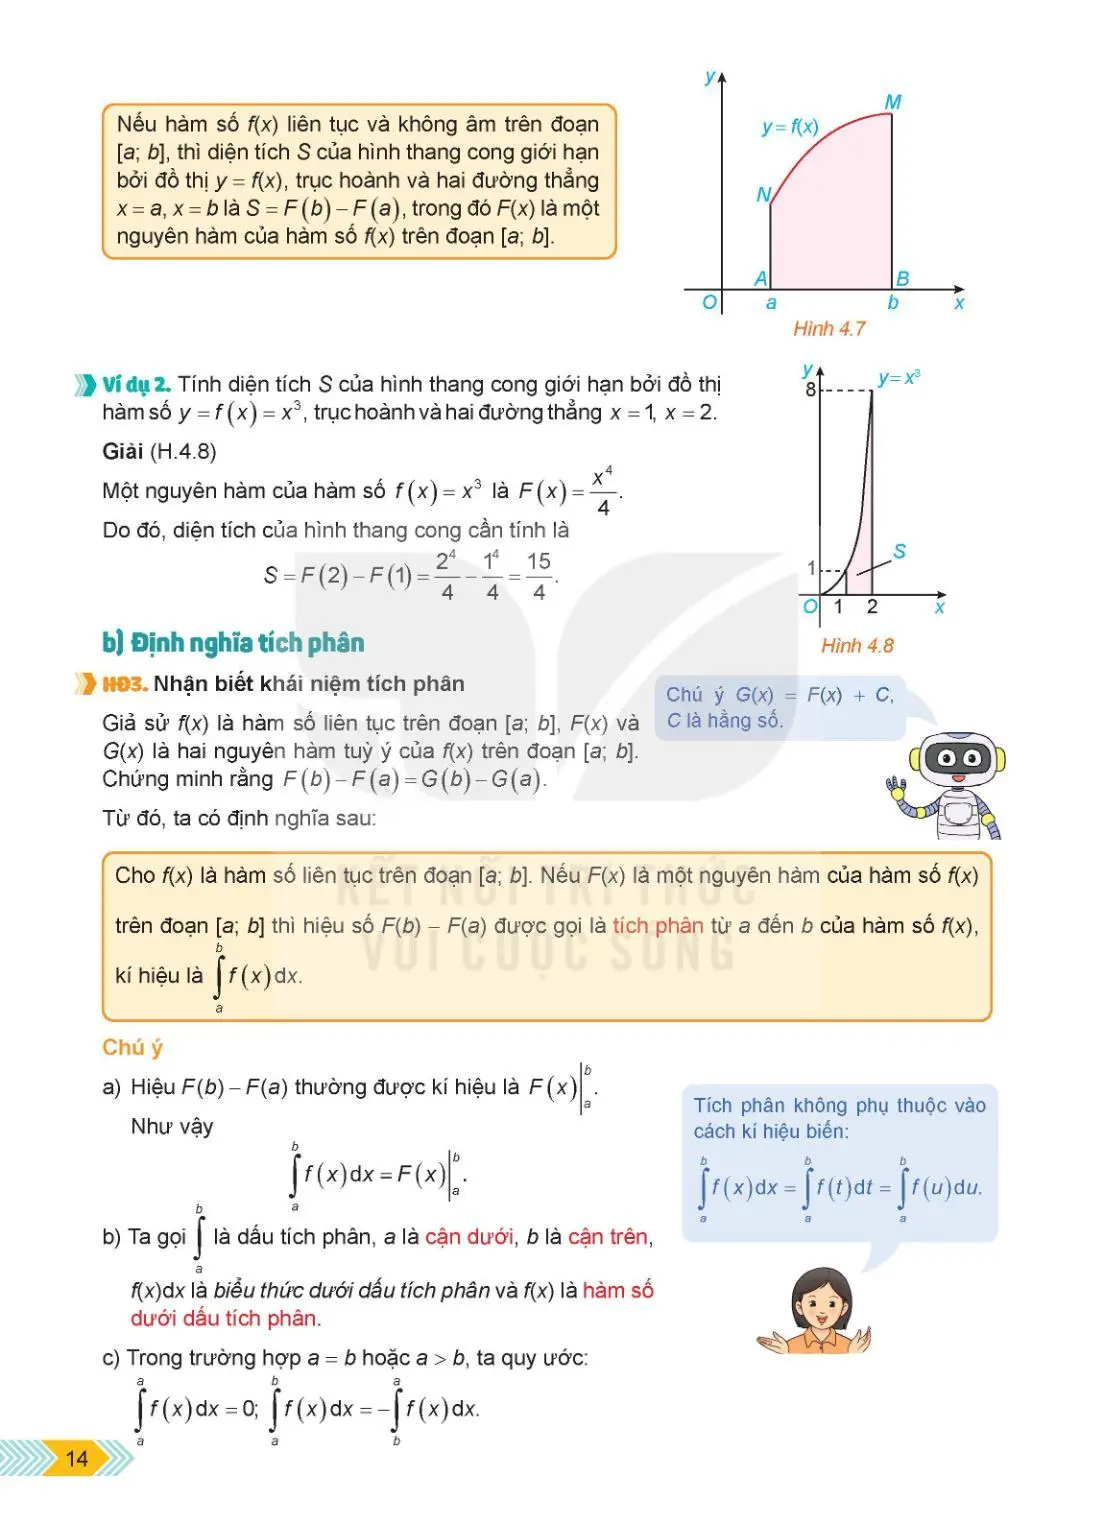 Nếu hàm số f(x) liên tục và không âm trên đoạn
[a; b], thì diện tích S của hình thang cong giới hạn
bởi đồ thị y = f(x), trục hoành và hai đường thẳng
x = a, x = b là S = F(b) – F(a), trong đó F(x) là một
nguyên hàm của hàm số f(x) trên đoạn [a; b].
y
M
y = f(x)
N
A
B
O
a
b
x
Hình 4.7
Ví dụ 2. Tính diện tích S của hình thang cong giới hạn bởi đồ thị
hàm số y = f(x) = x³, trục hoành và hai đường thẳng x = 1, x = 2.
Giải (H.4.8)
Một nguyên hàm của hàm số f(x) = x³ là F(x) = x⁴/4.
Do đó, diện tích của hình thang cong cần tính là
S = F(2) – F(1) = 2⁴/4 – 1⁴/4 = 15/4.
y
8
y = x³
S
1
O
1
2
x
Hình 4.8
b) Định nghĩa tích phân
HĐ3. Nhận biết khái niệm tích phân
Giả sử f(x) là hàm số liên tục trên đoạn [a; b], F(x) và
G(x) là hai nguyên hàm tuỳ ý của f(x) trên đoạn [a; b].
Chứng minh rằng F(b) – F(a) = G(b) – G(a).
Từ đó, ta có định nghĩa sau:
Chú ý G(x) = F(x) + C,
C là hằng số.
Cho f(x) là hàm số liên tục trên đoạn [a; b]. Nếu F(x) là một nguyên hàm của hàm số f(x)
trên đoạn [a; b] thì hiệu số F(b) – F(a) được gọi là tích phân từ a đến b của hàm số f(x),
kí hiệu là ∫ₐᵇ f(x)dx.
KẾT NỐI TRI THỨC
VỚI CUỘC SỐNG
Chú ý
a) Hiệu F(b) – F(a) thường được kí hiệu là F(x)|ₐᵇ.
Như vậy
∫ₐᵇ f(x)dx = F(x)|ₐᵇ.
b) Ta gọi ∫ₐᵇ là dấu tích phân, a là cận dưới, b là cận trên,
f(x)dx là biểu thức dưới dấu tích phân và f(x) là hàm số
dưới dấu tích phân.
Tích phân không phụ thuộc vào
cách kí hiệu biến:
∫ₐᵇ f(x)dx = ∫ₐᵇ f(t)dt = ∫ₐᵇ f(u)du.
c) Trong trường hợp a = b hoặc a > b, ta quy ước:
∫ₐᵃ f(x)dx = 0; ∫ₐᵇ f(x)dx = –∫_b^a f(x)dx.
14